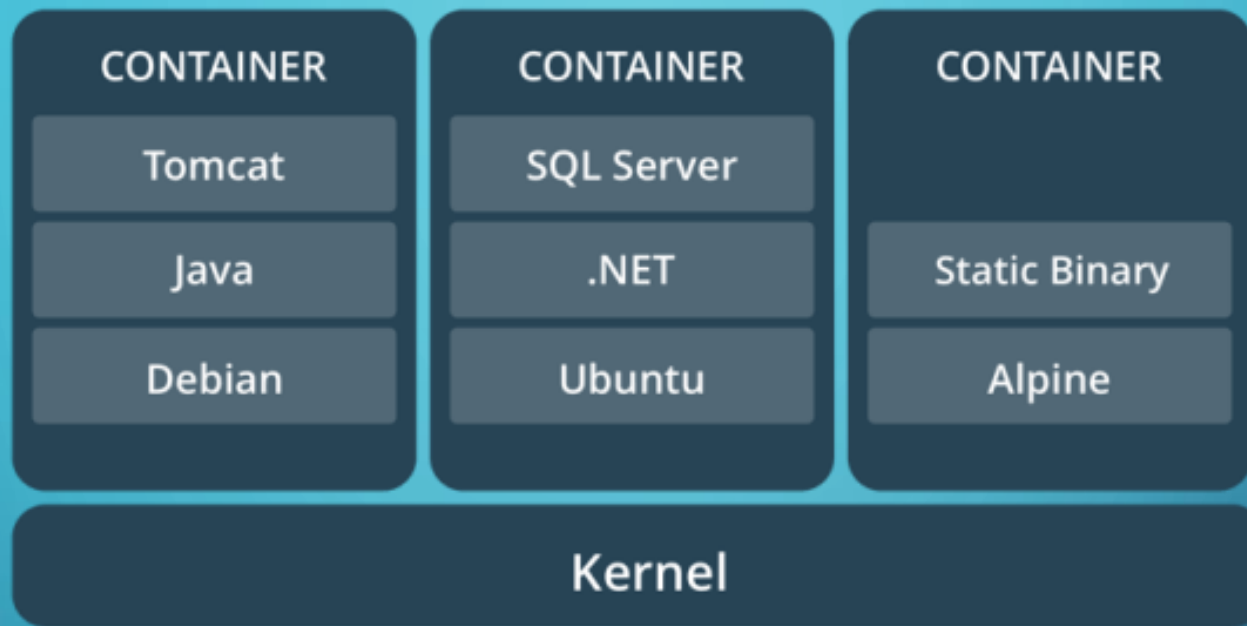 CONTAINER
Tomcat
Java
Debian
CONTAINER
SQL Server
.NET
Ubuntu
CONTAINER
Static Binary
Alpine
Kernel